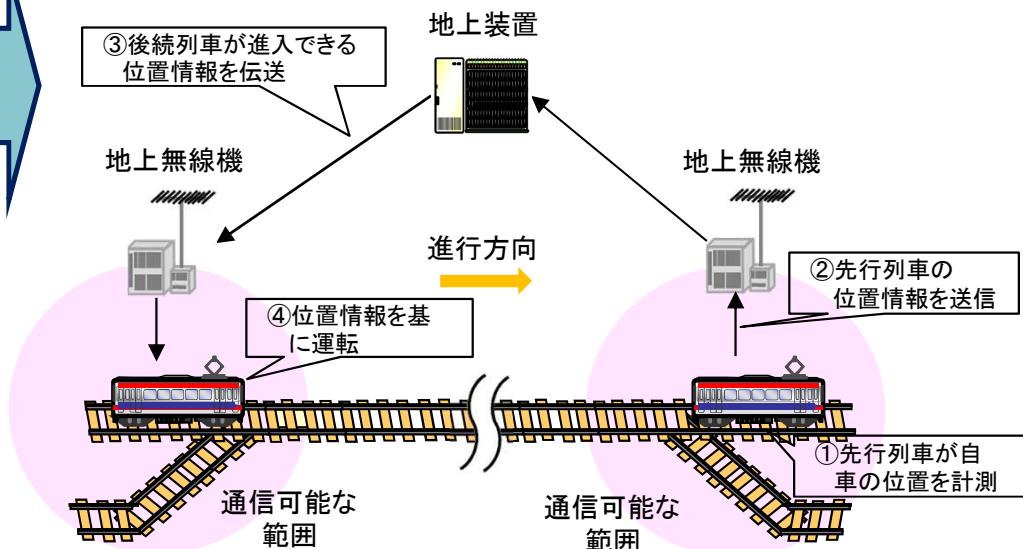 地上装置
③後続列車が進入できる
位置情報を伝送
地上無線機
地上無線機
進行方向
②先行列車の
位置情報を送信
④位置情報を基
に運転
①先行列車が自
車の位置を計測
通信可能な
範囲
通信可能な
範囲